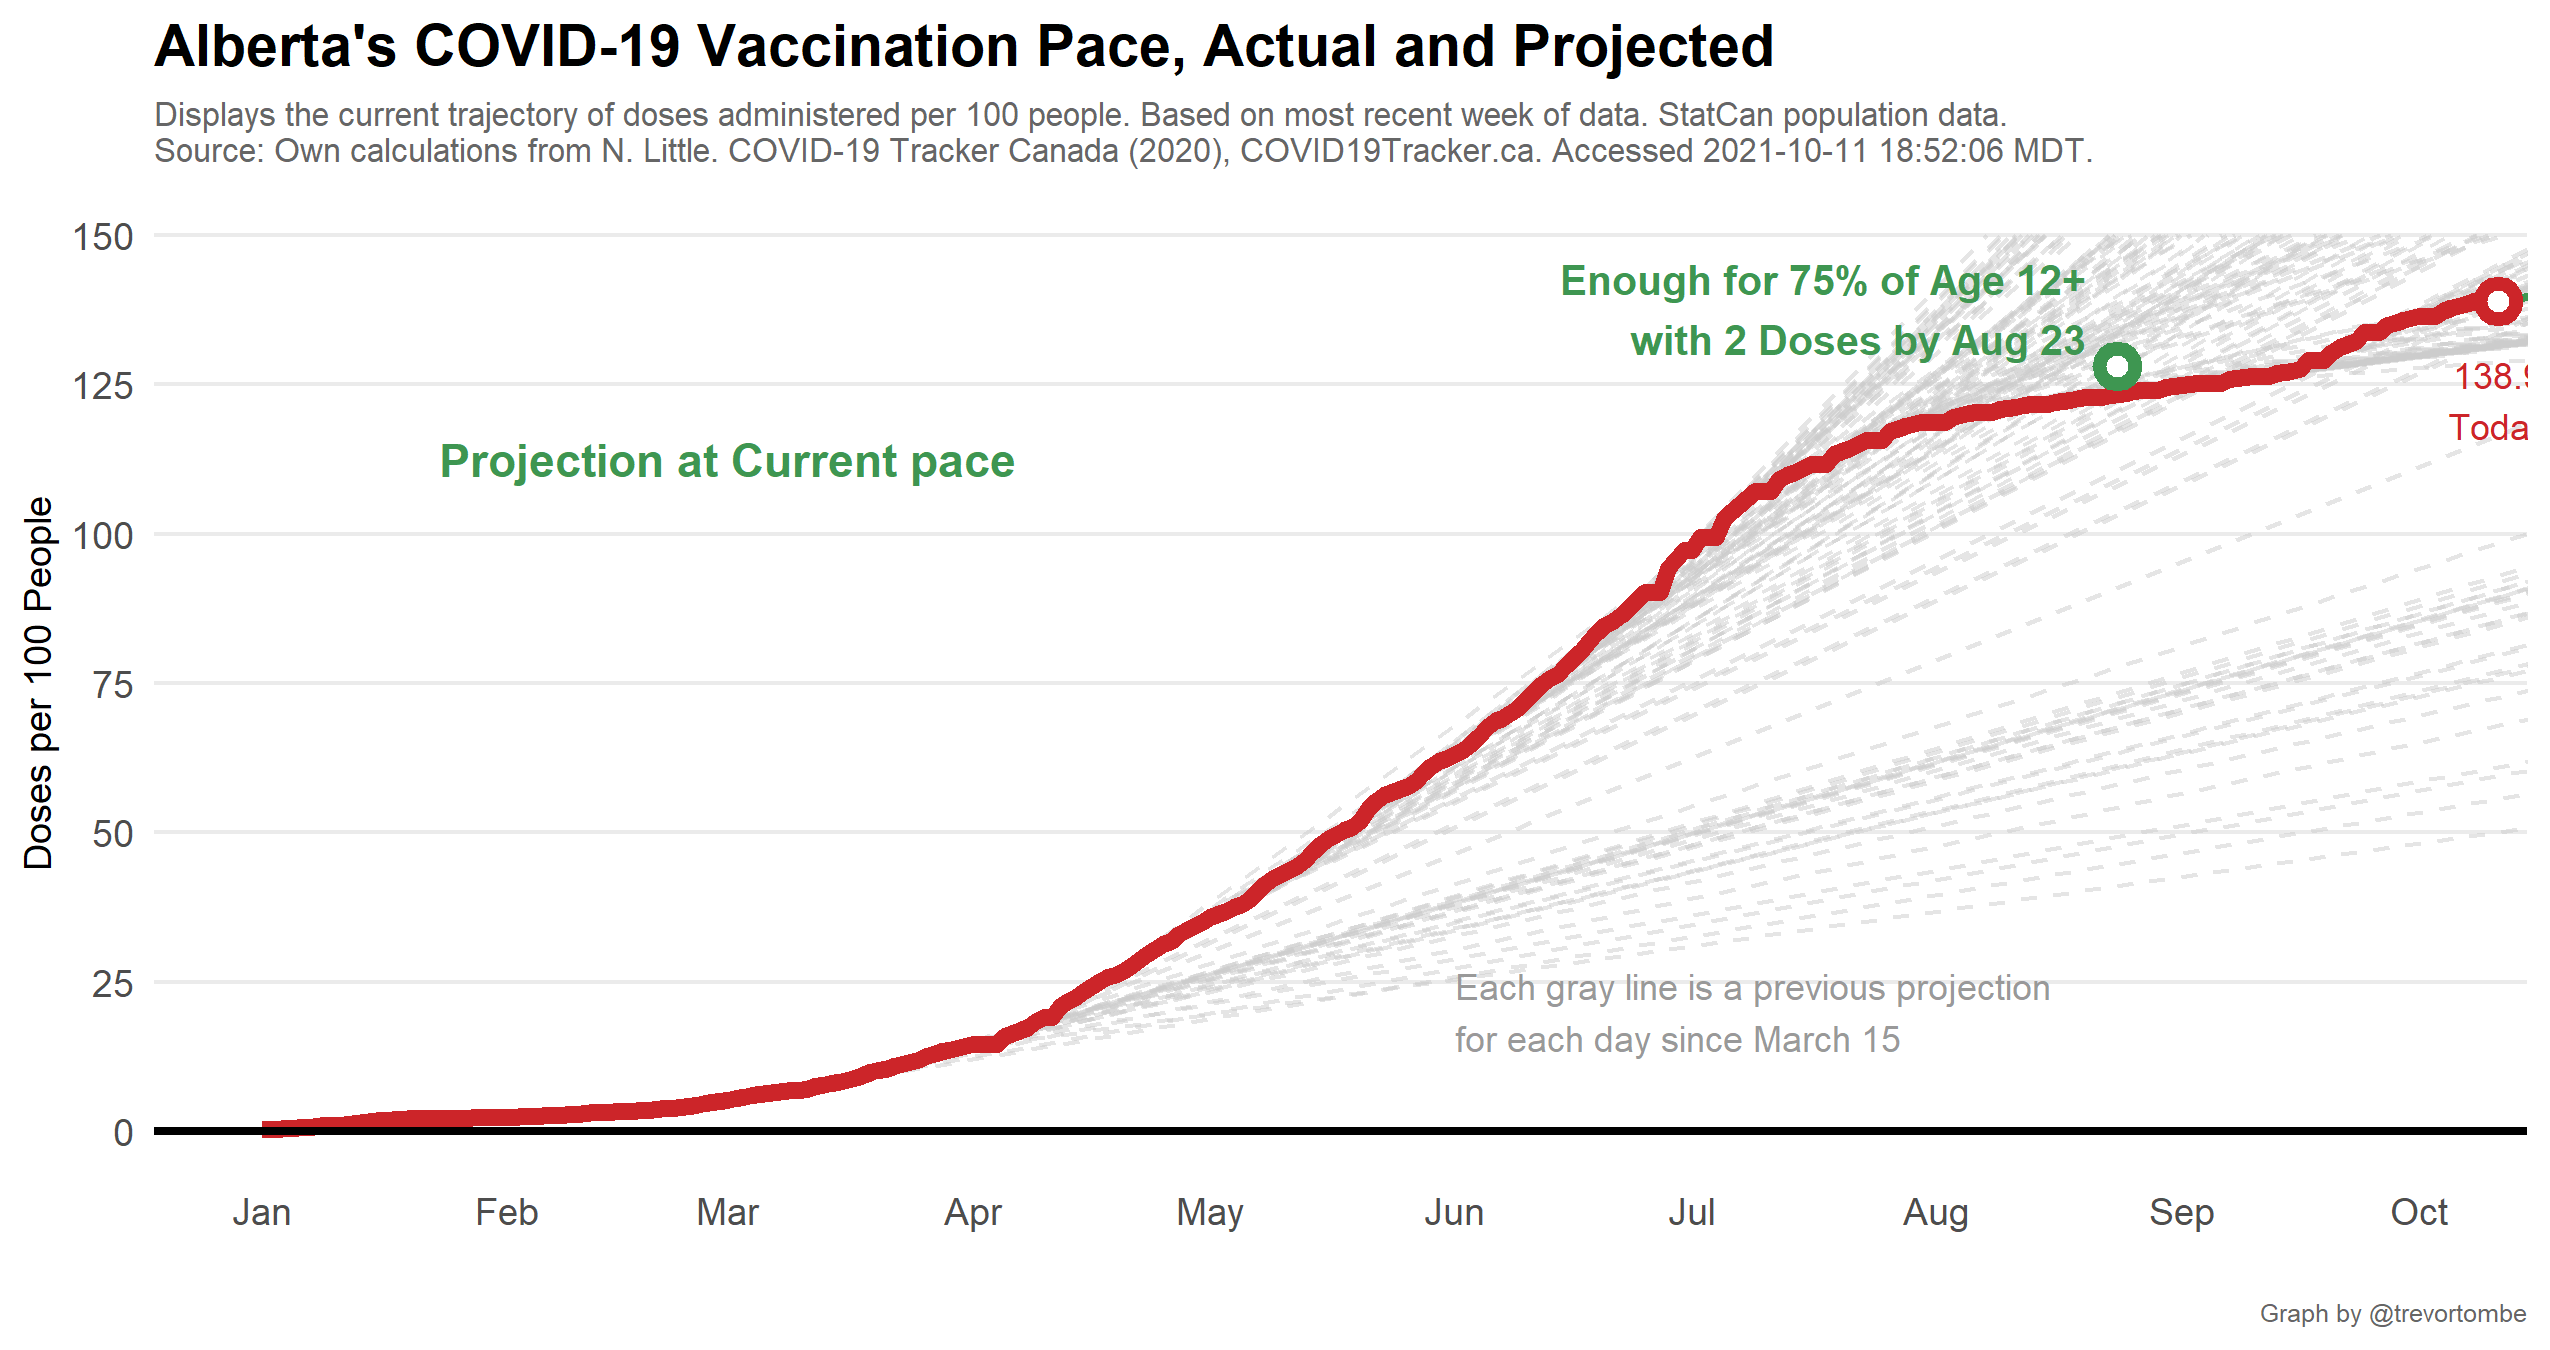 Alberta's COVID-19 Vaccination Pace, Actual and Projected
Displays the current trajectory of doses administered per 100 people. Based on most recent week of data. StatCan population data.
Source: Own calculations from N. Little. COVID-19 Tracker Canada (2020), COVID19Tracker.ca. Accessed 2021-10-11 18:52:06 MDT.
Doses per 100 People
150
125
100
75
50
25
0
Enough for 75% of Age 12+
with 2 Doses by Aug 23
Projection at Current pace
138.9
Toda
Each gray line is a previous projection
for each day since March 15
Jan Feb Mar Apr May Jun Jul Aug Sep Oct
Graph by @trevortombe